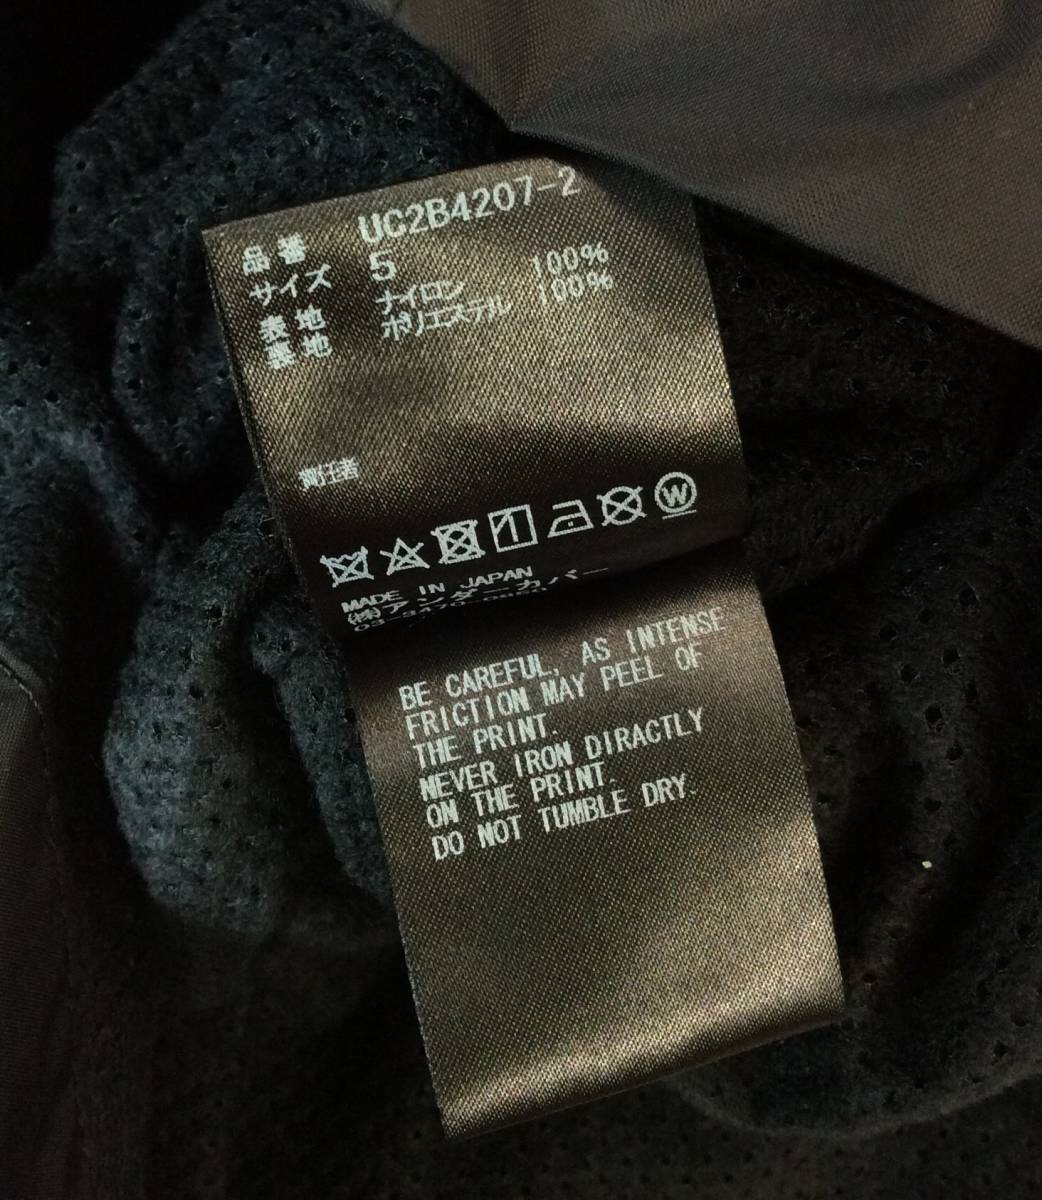 品番 UC2B4207-2
サイズ 5
表地 ナイロン 100%
裏地 ポリエステル 100%
責任者
W
MADE IN JAPAN
(株)アンダーカバー
BE CAREFUL, AS INTENSE
FRICTION MAY PEEL OF
THE PRINT.
NEVER IRON DIRACTLY
ON THE PRINT.
DO NOT TUMBLE DRY.